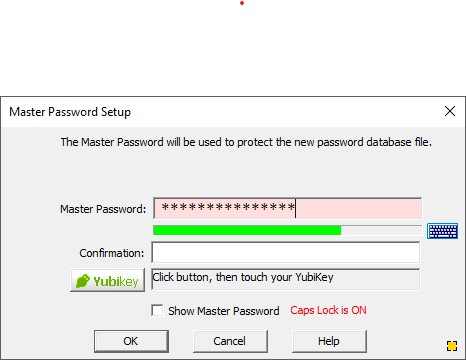 Master Password Setup
The Master Password will be used to protect the new password database file.
Master Password: ***************
Confirmation:
Yubikey Click button, then touch your YubiKey
Show Master Password Caps Lock is ON
OK Cancel Help